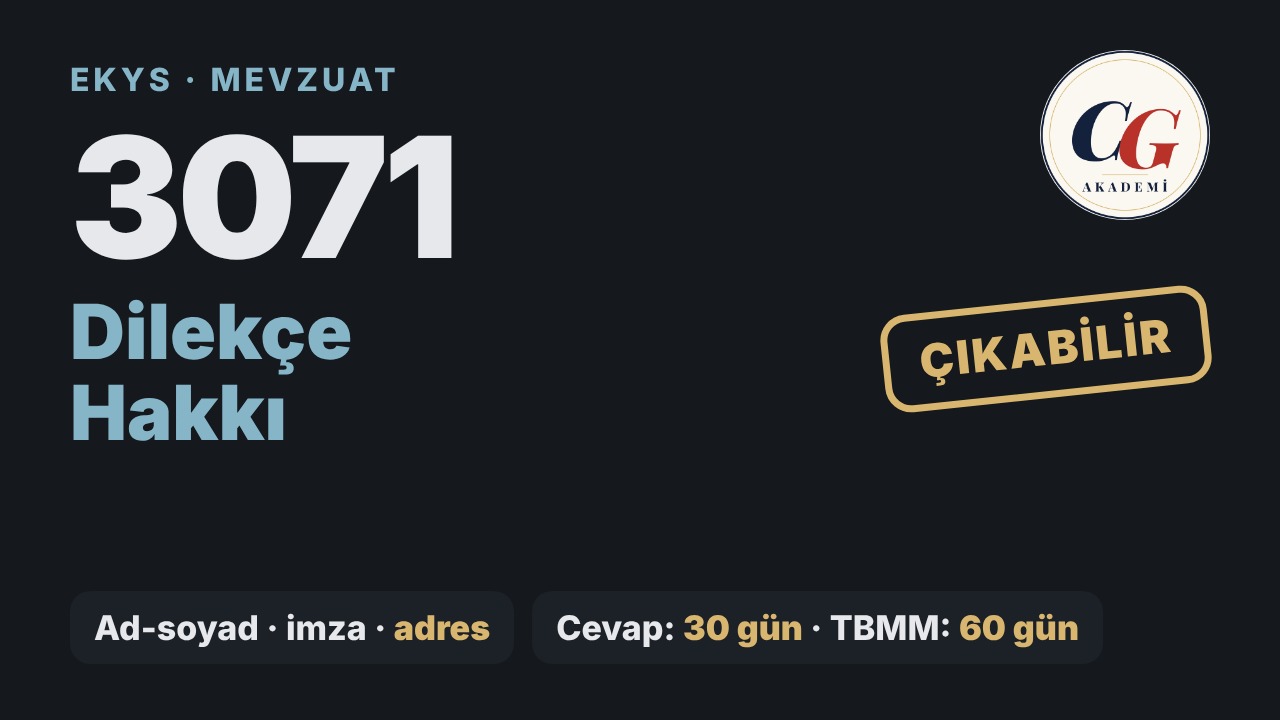 EKYS · MEVZUAT
3071
Dilekçe
Hakkı
CG
AKADEMİ
ÇIKABİLİR
Ad-soyad · imza · adres
Cevap: 30 gün · TBMM: 60 gün